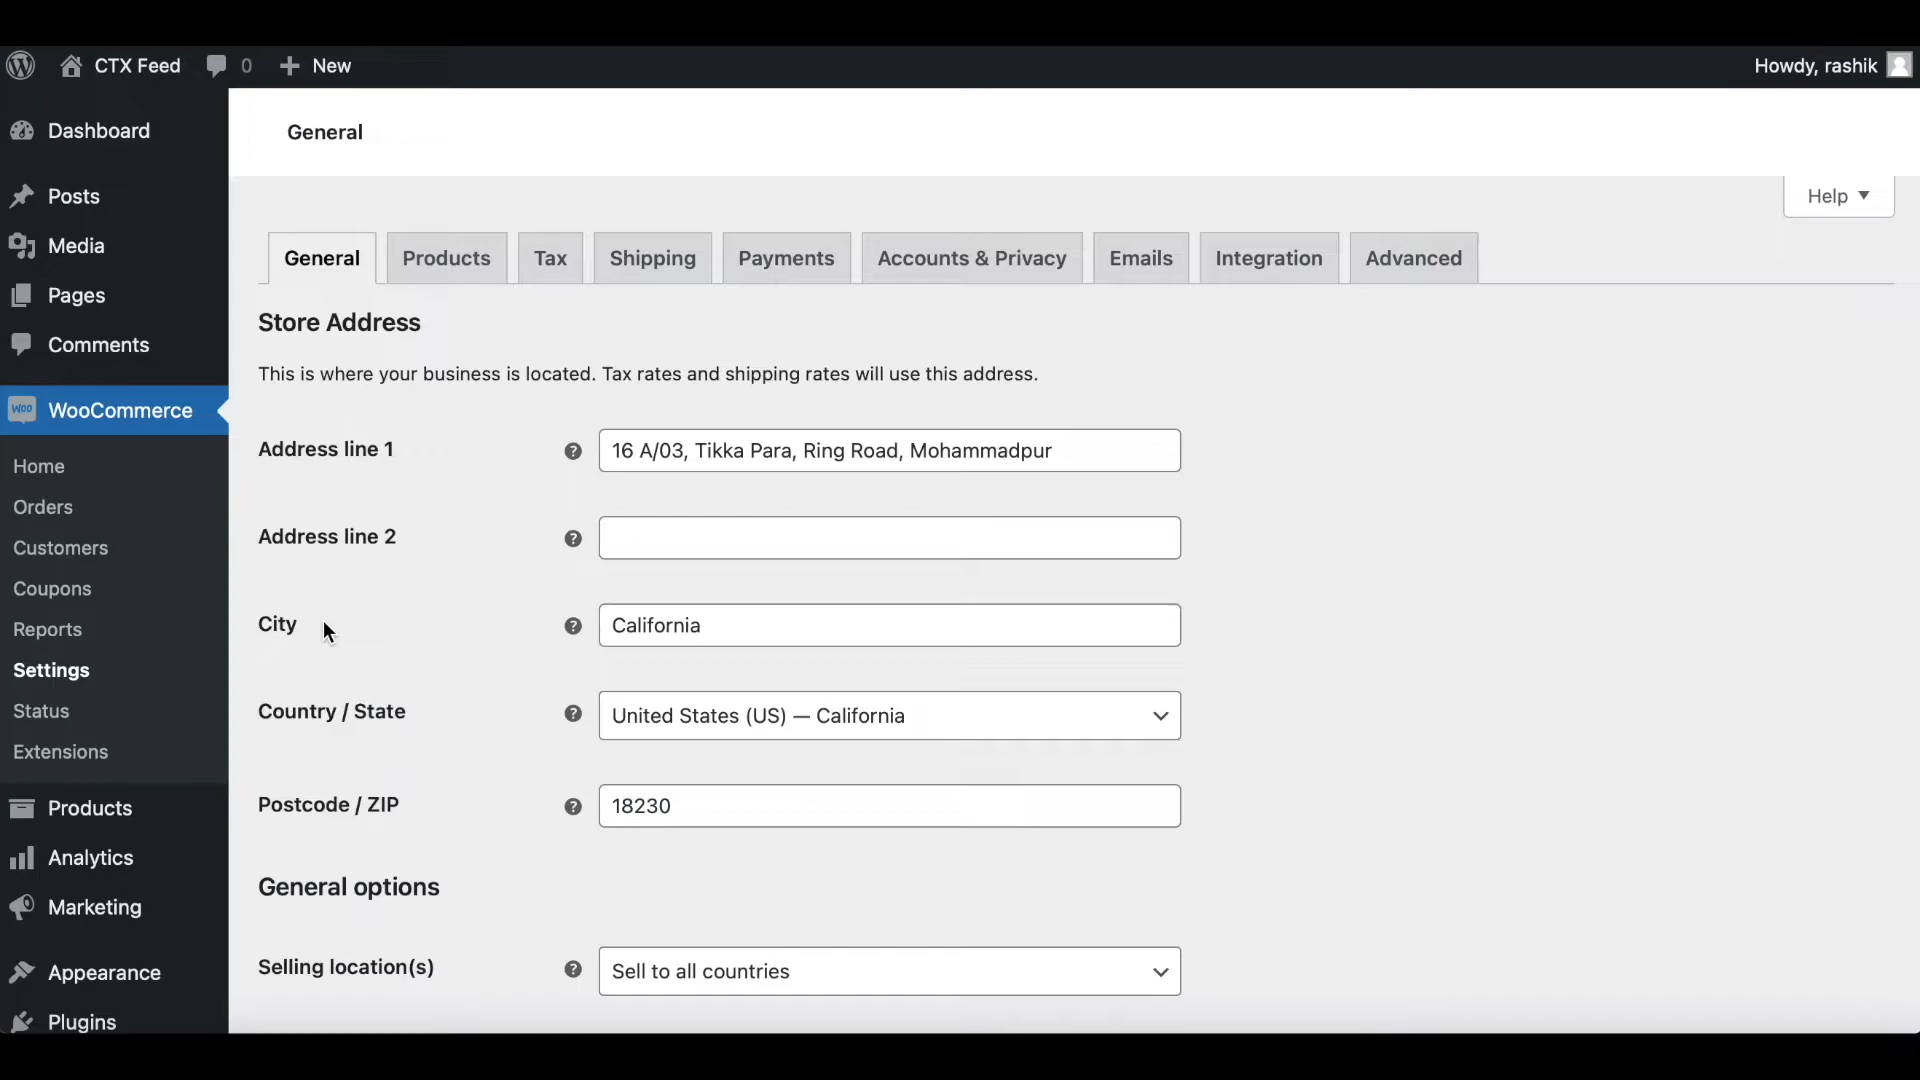 CTX Feed
0
New
Howdy, rashik
Dashboard
Posts
Media
Pages
Comments
woo
WooCommerce
Home
Orders
Customers
Coupons
Reports
Settings
Status
Extensions
Products
Analytics
Marketing
Appearance
Plugins
General
Help
General
Products
Tax
Shipping
Payments
Accounts & Privacy
Emails
Integration
Advanced
Store Address
This is where your business is located. Tax rates and shipping rates will use this address.
Address line 1 ? 16 A/03, Tikka Para, Ring Road, Mohammadpur
Address line 2 ?
City ? California
Country / State ? United States (US) — California
Postcode / ZIP ? 18230
General options
Selling location(s) ? Sell to all countries